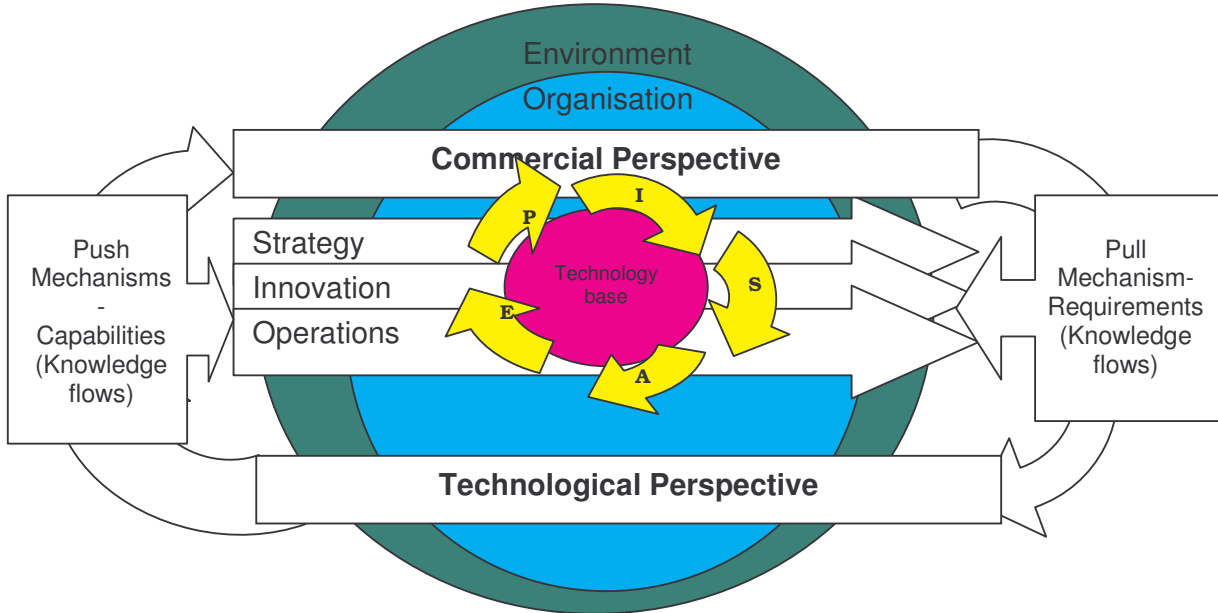 Environment
Organisation
Commercial Perspective
Push
Mechanisms
-
Capabilities
(Knowledge
flows)
Strategy
Innovation
Operations
P
I
S
A
E
Technology
base
Pull
Mechanism-
Requirements
(Knowledge
flows)
Technological Perspective